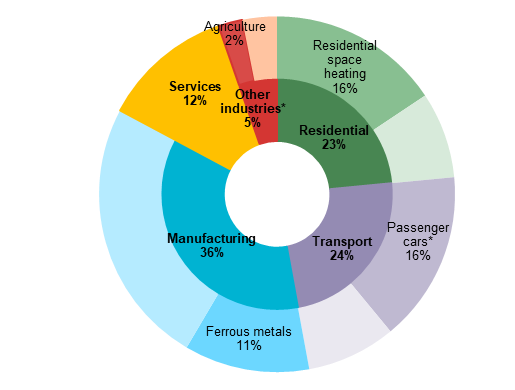 Agriculture
2%
Residential
space
heating
16%
Services
12%
Other
industries*
5%
Residential
23%
Passenger
cars*
16%
Manufacturing
36%
Transport
24%
Ferrous metals
11%